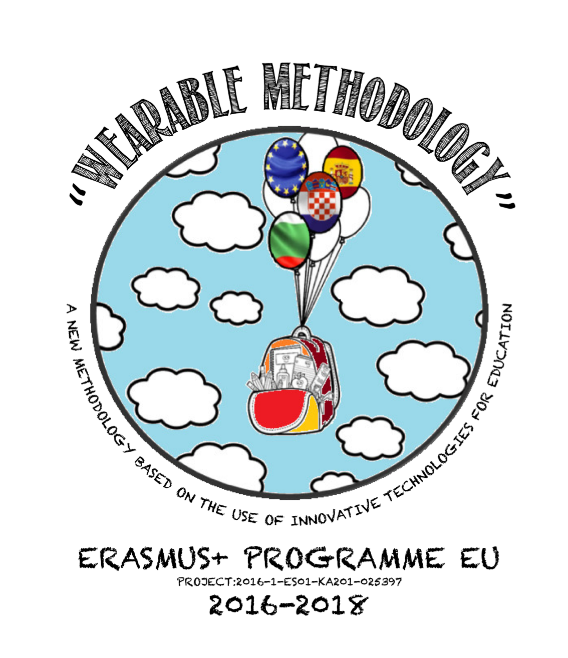 "WEARABLE METHODOLOGY"
A NEW METHODOLOGY BASED ON THE USE OF INNOVATIVE TECHNOLOGIES FOR EDUCATION
ERASMUS+ PROGRAMME EU
PROJECT:2016-1-ES01-KA201-025397
2016-2018